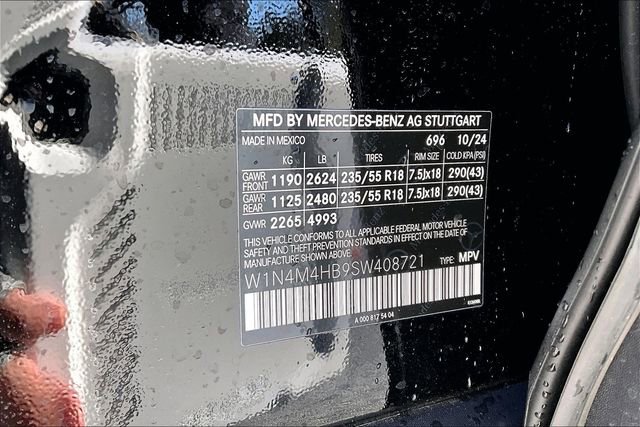 MFD BY MERCEDES-BENZ AG STUTTGART
MADE IN MEXICO 696 10/24
KG LB TIRES RIM SIZE COLD KPA(PSI)
GAWR FRONT 1190 2624 235/55 R18 7.5Jx18 290(43)
GAWR REAR 1125 2480 235/55 R18 7.5Jx18 290(43)
GVWR 2265 4993
THIS VEHICLE CONFORMS TO ALL APPLICABLE FEDERAL MOTOR VEHICLE
SAFETY AND THEFT PREVENTION STANDARDS IN EFFECT ON THE DATE OF
MANUFACTURE SHOWN ABOVE.
W1N4M4HB9SW408721 TYPE: MPV
A 000 817 54 04